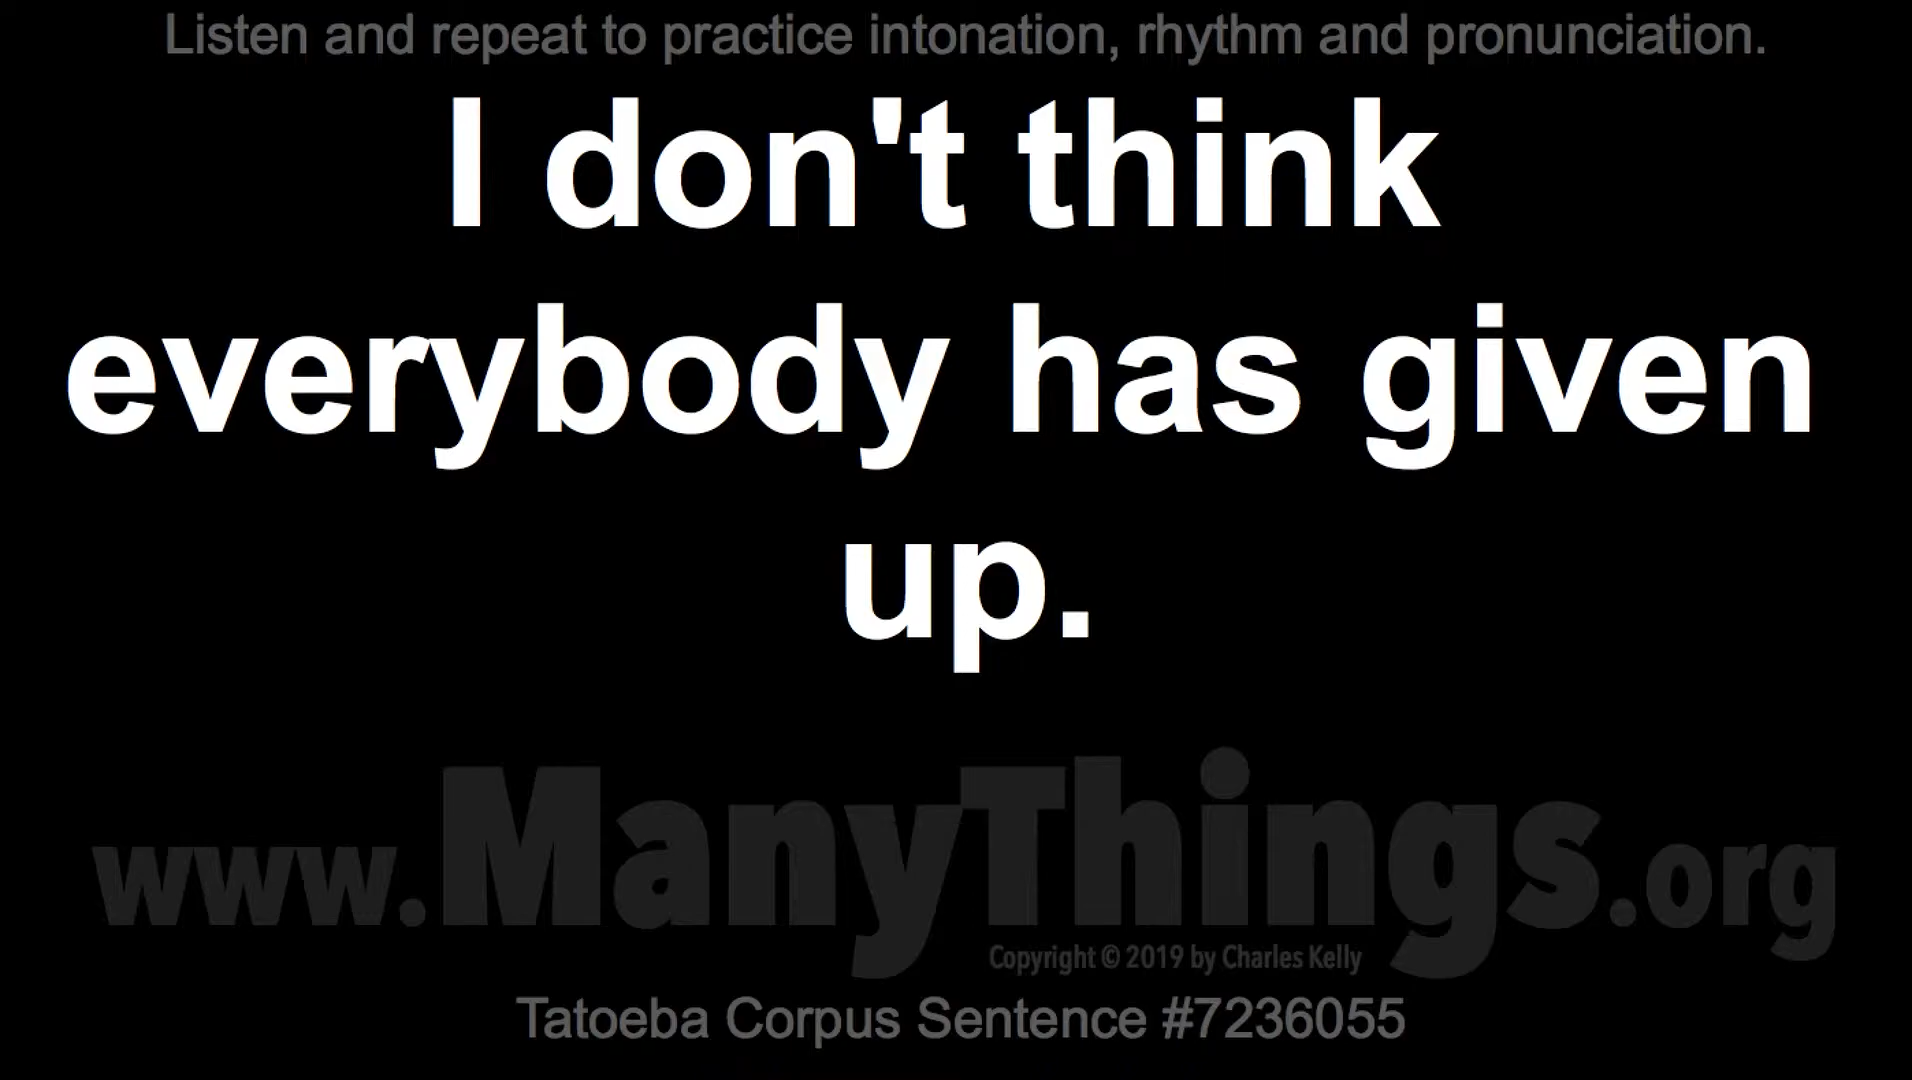 Listen and repeat to practice intonation, rhythm and pronunciation.
I don't think
everybody has given
up.
www.ManyThings.org
Copyright © 2019 by Charles Kelly
Tatoeba Corpus Sentence #7236055